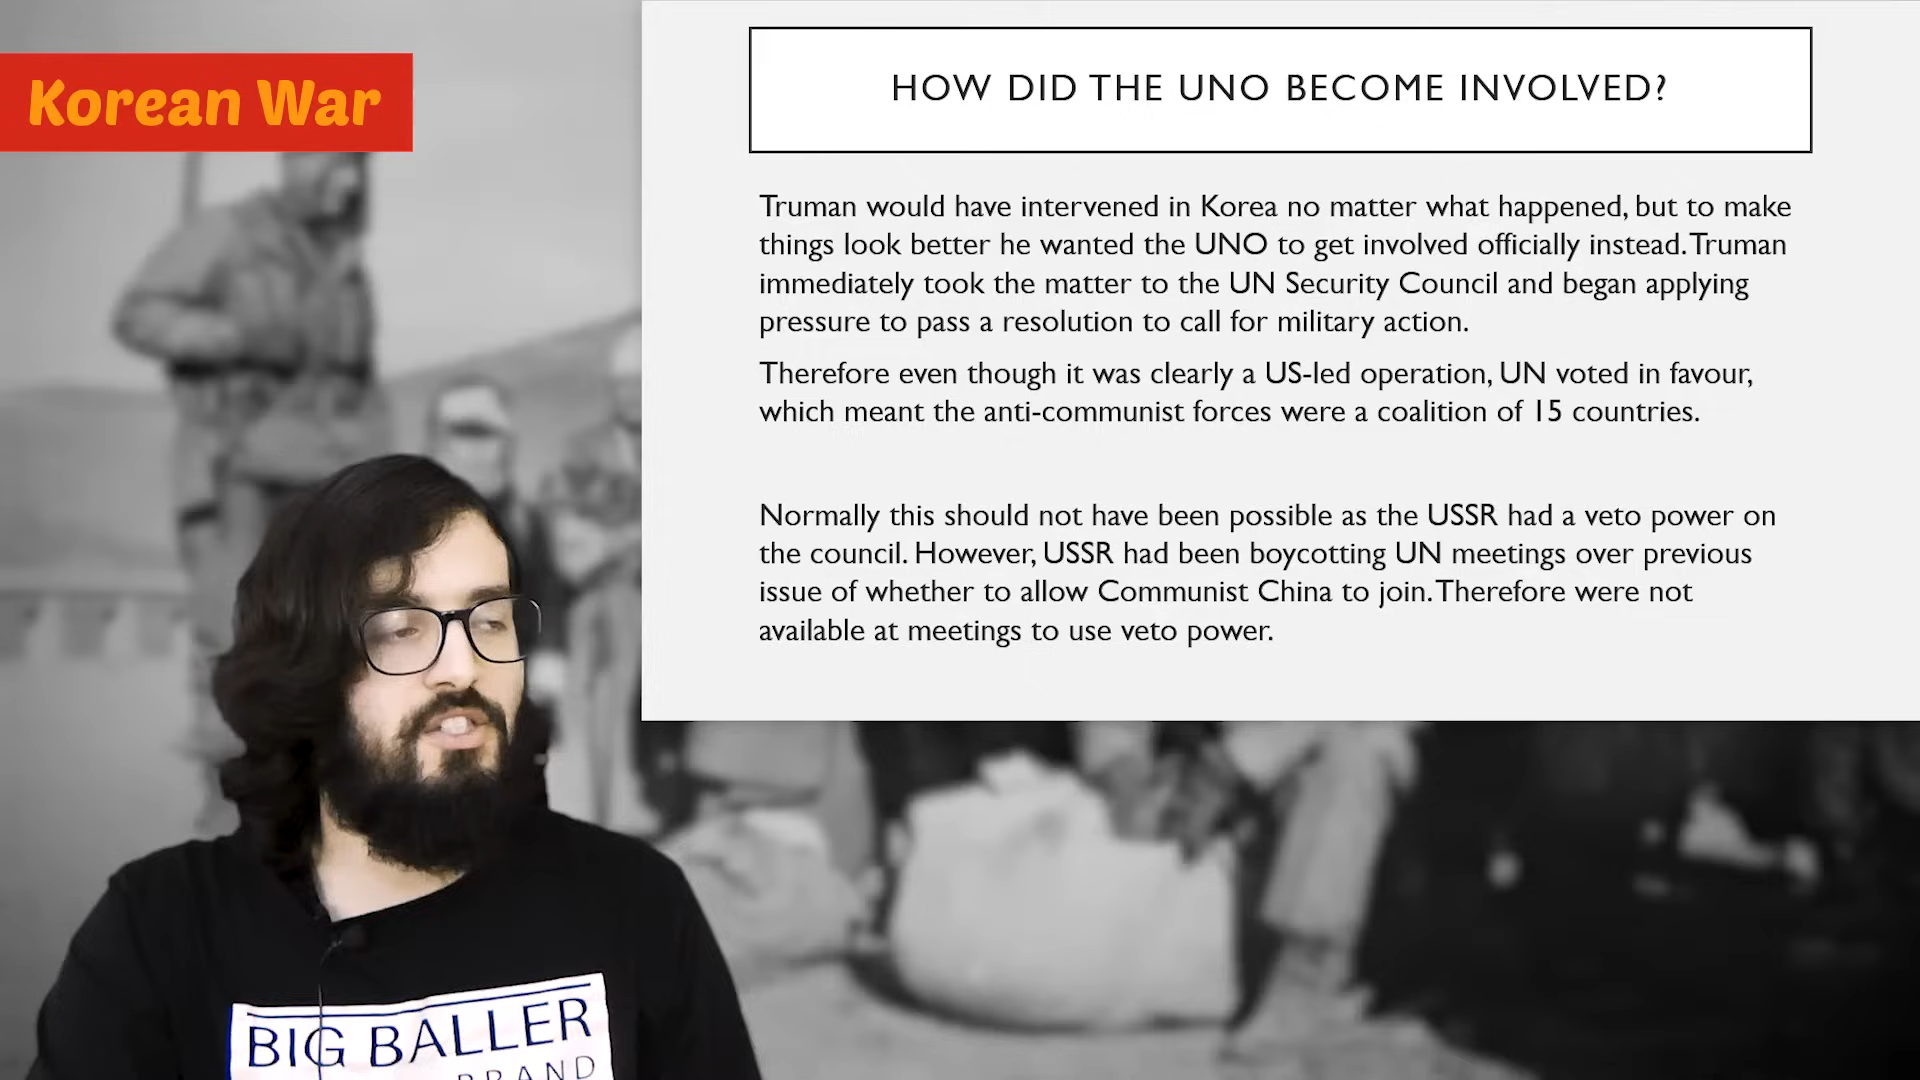 Korean War
HOW DID THE UNO BECOME INVOLVED?
Truman would have intervened in Korea no matter what happened, but to make
things look better he wanted the UNO to get involved officially instead. Truman
immediately took the matter to the UN Security Council and began applying
pressure to pass a resolution to call for military action.
Therefore even though it was clearly a US-led operation, UN voted in favour,
which meant the anti-communist forces were a coalition of 15 countries.
Normally this should not have been possible as the USSR had a veto power on
the council. However, USSR had been boycotting UN meetings over previous
issue of whether to allow Communist China to join. Therefore were not
available at meetings to use veto power.
BIG BALLER
BRAND